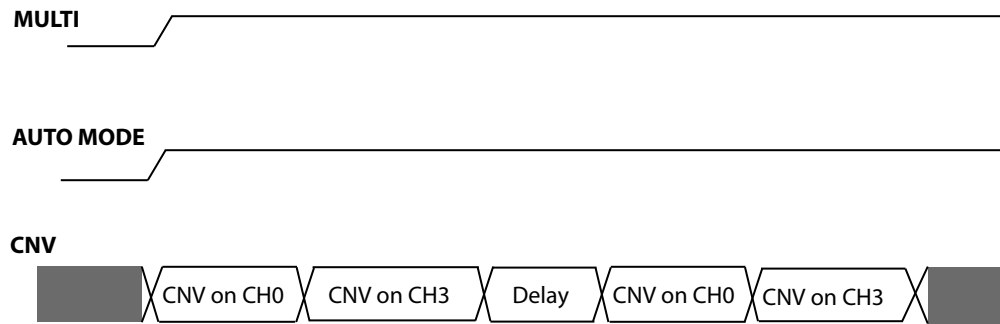 MULTI
AUTO MODE
CNV
CNV on CH0 CNV on CH3 Delay CNV on CH0 CNV on CH3